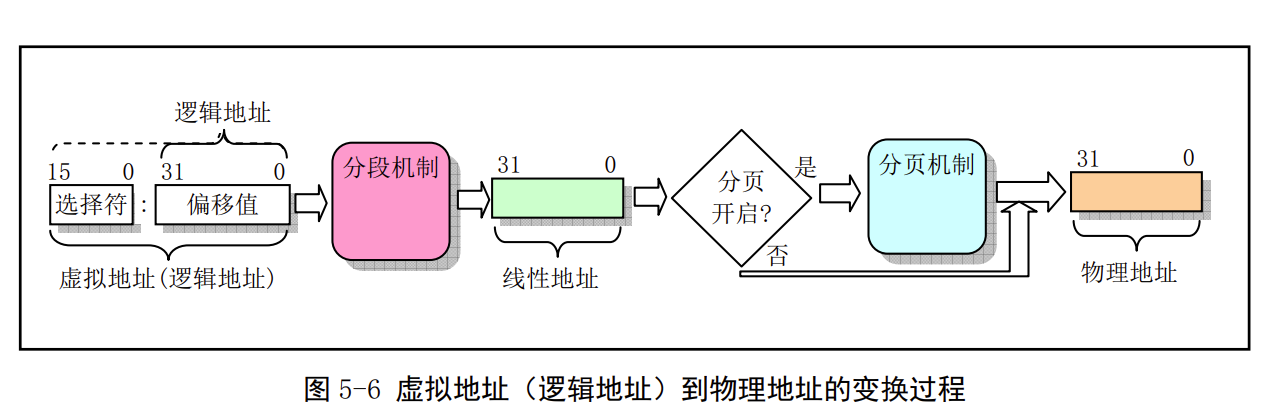 逻辑地址
15 0 31 0
选择符 : 偏移值
虚拟地址(逻辑地址)
分段机制
31 0
线性地址
分页
开启?
是
否
分页机制
31 0
物理地址
图 5-6 虚拟地址（逻辑地址）到物理地址的变换过程